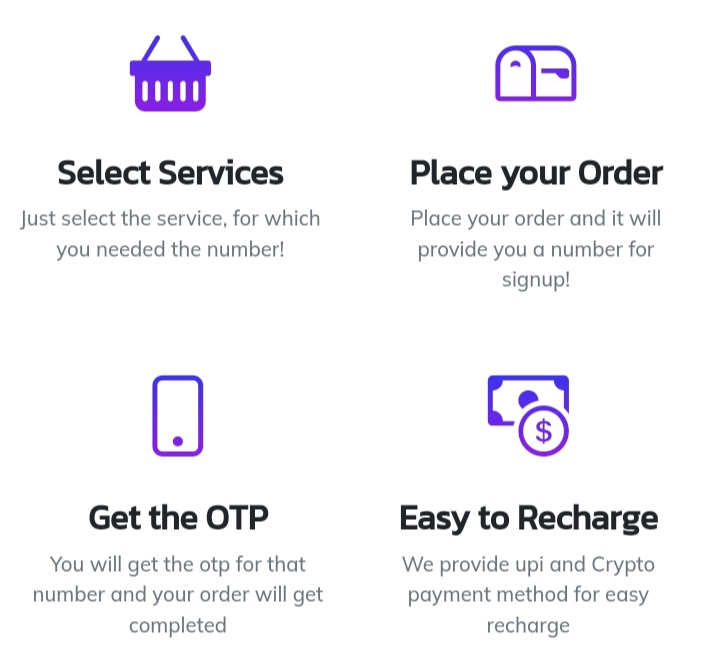 Select Services
Just select the service, for which
you needed the number!
Place your Order
Place your order and it will
provide you a number for
signup!
Get the OTP
You will get the otp for that
number and your order will get
completed
$
Easy to Recharge
We provide upi and Crypto
payment method for easy
recharge